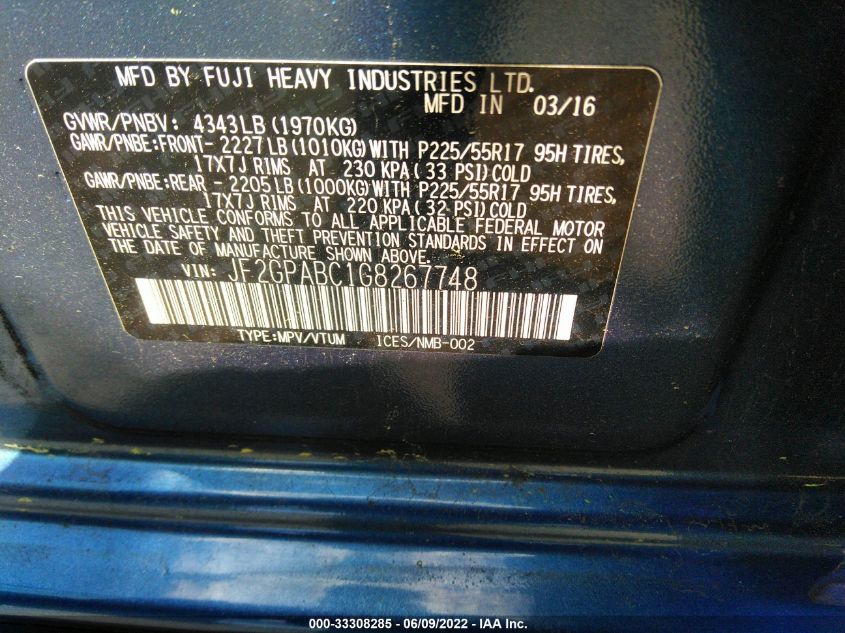 MFD BY FUJI HEAVY INDUSTRIES LTD.
MFD IN 03/16
GVWR/PNBV: 4343LB(1970KG)
GAWR/PNBE:FRONT- 2227LB(1010KG)WITH P225/55R17 95H TIRES,
17X7J RIMS AT 230 KPA( 33 PSI)COLD
GAWR/PNBE:REAR - 2205LB(1000KG)WITH P225/55R17 95H TIRES,
17X7J RIMS AT 220 KPA(32 PSI)COLD
THIS VEHICLE CONFORMS TO ALL APPLICABLE FEDERAL MOTOR
VEHICLE SAFETY AND THEFT PREVENTION STANDARDS IN EFFECT ON
THE DATE OF MANUFACTURE SHOWN ABOVE.
VIN: JF2GPABC1G8267748
TYPE:MPV/VTUM ICES/NMB-002
000-33308285 - 06/09/2022 - IAA Inc.